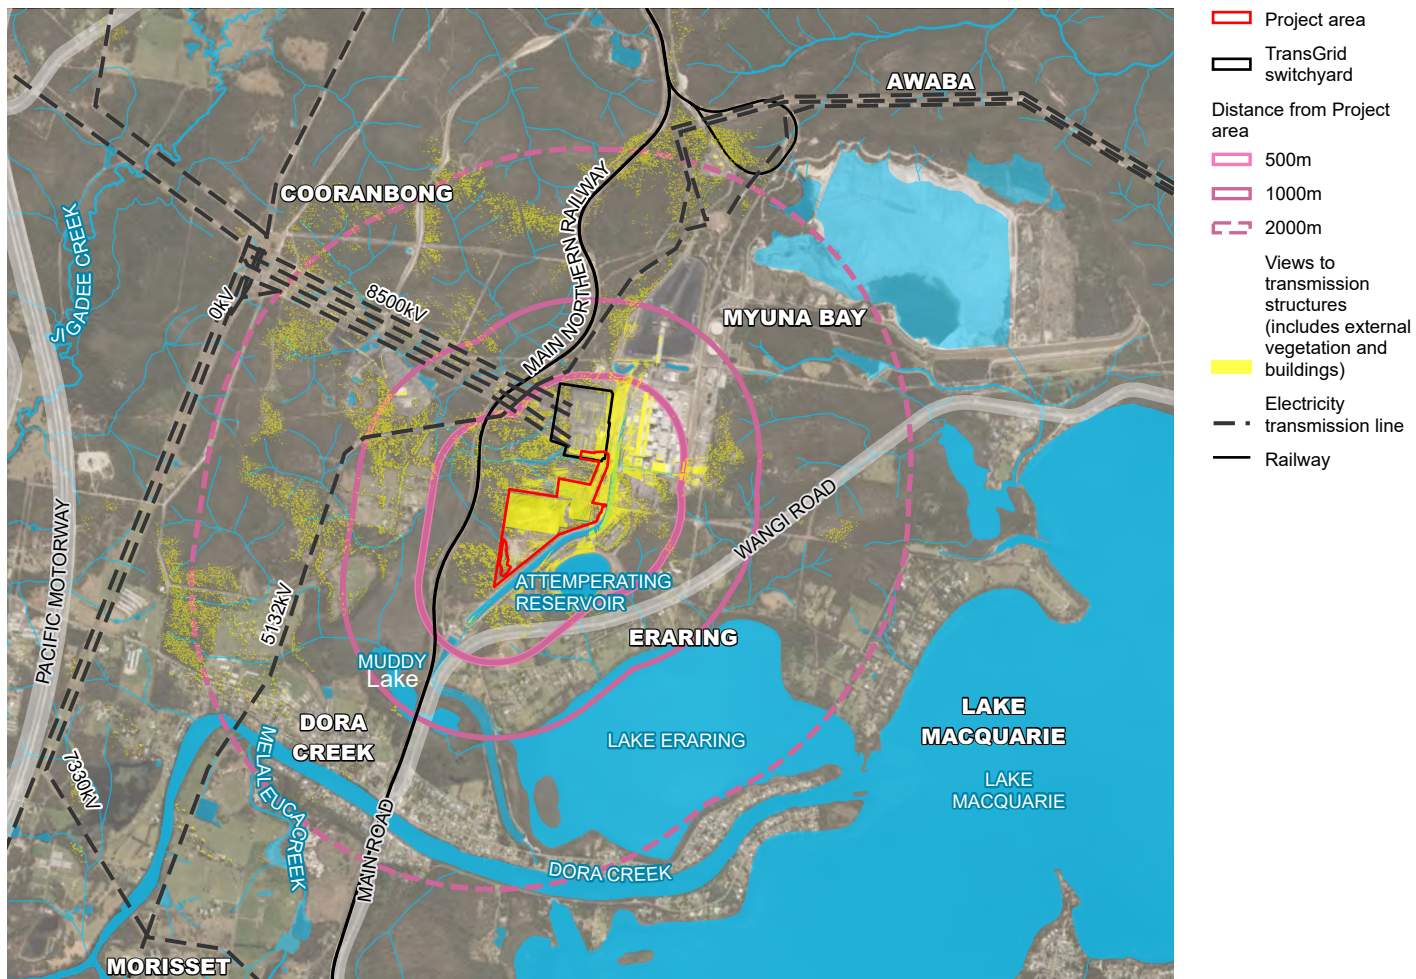 AWABA
COORANBONG
JIGADEE CREEK
0kV
8500kV
MAIN NORTHERN RAILWAY
MYUNA BAY
PACIFIC MOTORWAY
WANGI ROAD
ATTEMPERATING
RESERVOIR
5132kV
ERARING
MUDDY
Lake
DORA
CREEK
LAKE
MACQUARIE
LAKE ERARING
MELALEUCA CREEK
7330kV
LAKE
MACQUARIE
MAIN ROAD
DORA CREEK
MORISSET
Project area
TransGrid
switchyard
Distance from Project
area
500m
1000m
2000m
Views to
transmission
structures
(includes external
vegetation and
buildings)
Electricity
transmission line
Railway